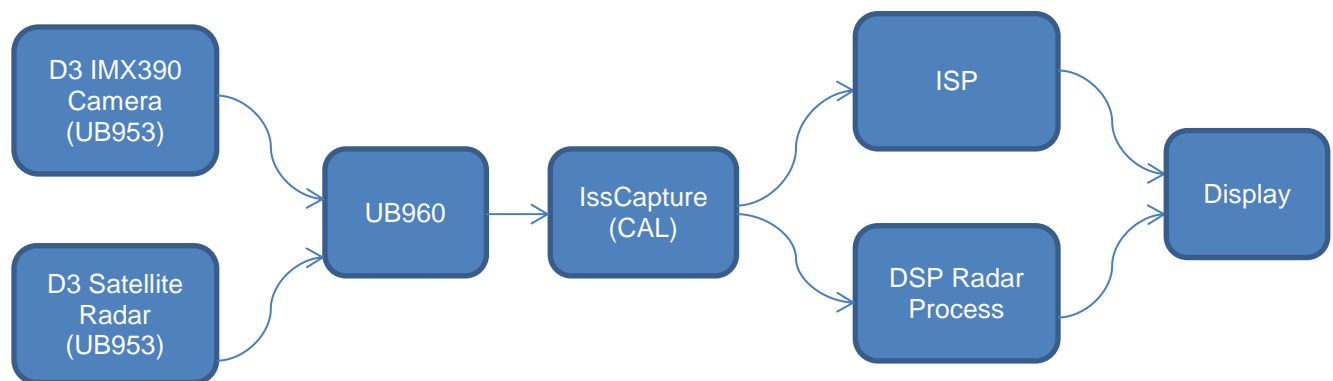 D3 IMX390
Camera
(UB953)
D3 Satellite
Radar
(UB953)
UB960
IssCapture
(CAL)
ISP
DSP Radar
Process
Display